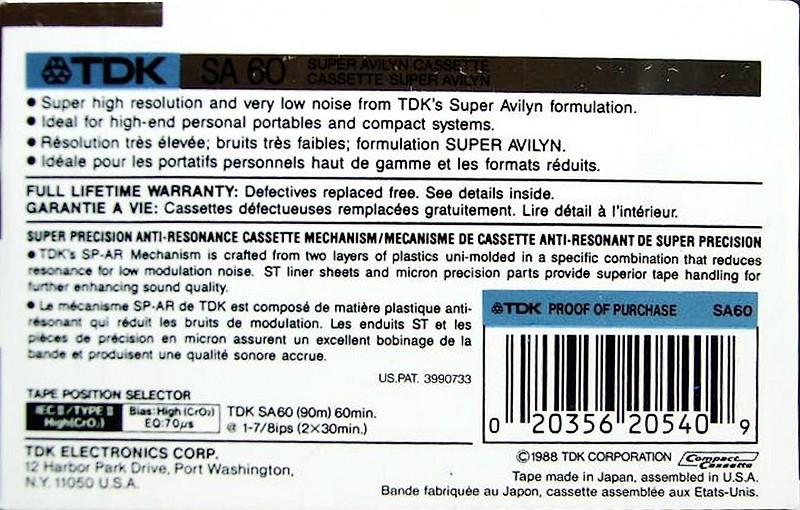 TDK SA 60 SUPER AVILYN CASSETTE
CASSETTE SUPER AVILYN
• Super high resolution and very low noise from TDK's Super Avilyn formulation.
• Ideal for high-end personal portables and compact systems.
• Résolution très élevée; bruits très faibles; formulation SUPER AVILYN.
• Idéale pour les portatifs personnels haut de gamme et les formats réduits.
FULL LIFETIME WARRANTY: Defectives replaced free. See details inside.
GARANTIE A VIE: Cassettes défectueuses remplacées gratuitement. Lire détail à l'intérieur.
SUPER PRECISION ANTI-RESONANCE CASSETTE MECHANISM/MECANISME DE CASSETTE ANTI-RESONANT DE SUPER PRECISION
• TDK's SP-AR Mechanism is crafted from two layers of plastics uni-molded in a specific combination that reduces
resonance for low modulation noise. ST liner sheets and micron precision parts provide superior tape handling for
further enhancing sound quality.
• Le mécanisme SP-AR de TDK est composé de matière plastique anti-
résonant qui réduit les bruits de modulation. Les enduits ST et les
pièces de précision en micron assurent un excellent bobinage de la
bande et produisent une qualité sonore accrue.
US.PAT. 3990733
TDK PROOF OF PURCHASE SA60
0 20356 20540 9
TAPE POSITION SELECTOR
IEC II/TYPE II
High(CrO₂)
Bias: High (CrO₂)
EQ:70μs
TDK SA60 (90m) 60min.
@ 1-7/8ips (2×30min.)
TDK ELECTRONICS CORP.
12 Harbor Park Drive, Port Washington,
N.Y. 11050 U.S.A.
©1988 TDK CORPORATION Compact Cassette
Tape made in Japan, assembled in U.S.A.
Bande fabriquée au Japon, cassette assemblée aux Etats-Unis.